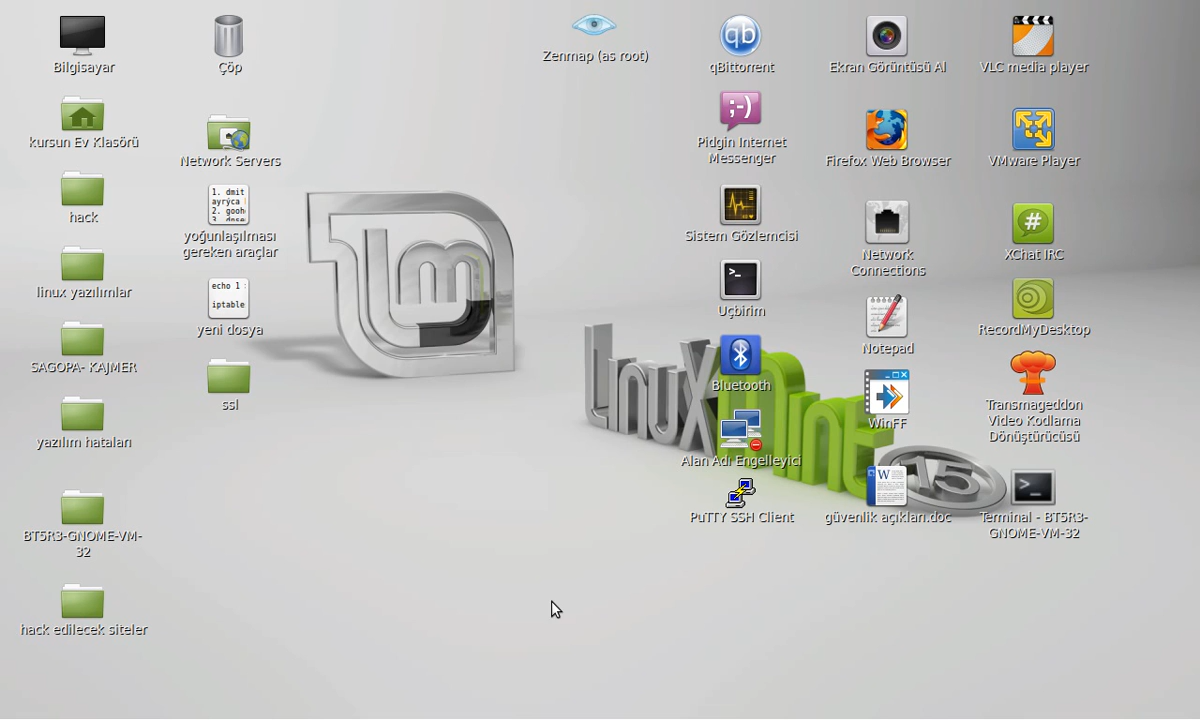 Bilgisayar
kursun Ev Klasörü
hack
linux yazılımlar
SAGOPA- KAJMER
yazılım hataları
BT5R3-GNOME-VM-
32
hack edilecek siteler
Çöp
Network Servers
1. dmit
ayrýca
2. gooh
yoğunlaşılması
gereken araçlar
echo 1
iptable
yeni dosya
ssl
LinuxMint
15
Zenmap (as root)
qb
qBittorrent
;-)
Pidgin Internet
Messenger
Sistem Gözlemcisi
>_
Uçbirim
Bluetooth
Alan Adı Engelleyici
PuTTY SSH Client
Ekran Görüntüsü Al
Firefox Web Browser
Network
Connections
Notepad
WinFF
W
güvenlik açıkları.doc
VLC media player
VMware Player
#
XChat IRC
RecordMyDesktop
Transmageddon
Video Kodlama
Dönüştürücüsü
>_
Terminal - BT5R3-
GNOME-VM-32